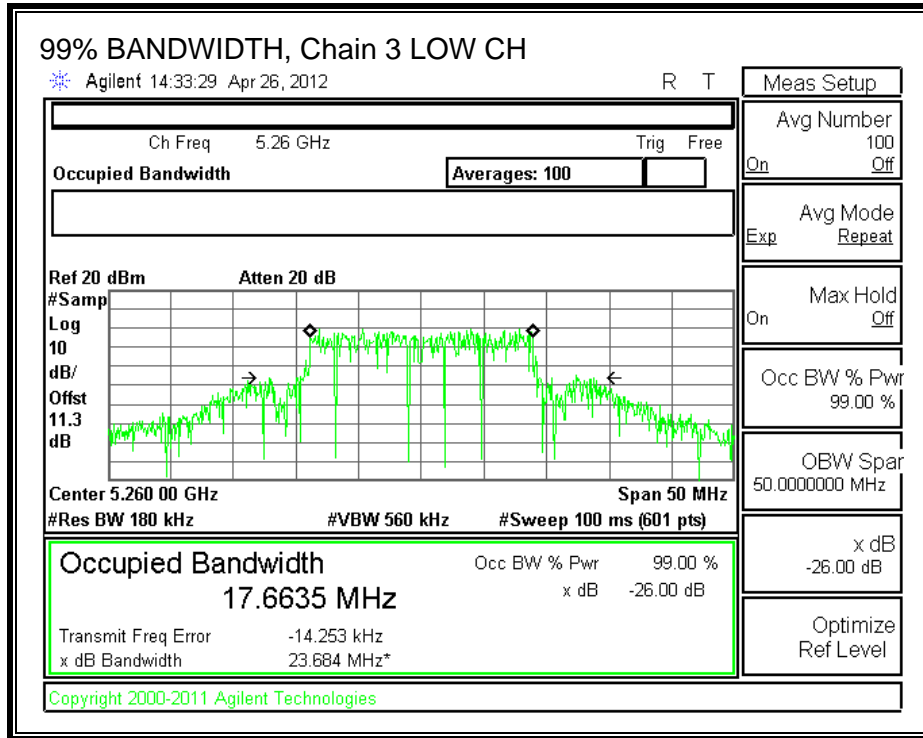 99% BANDWIDTH, Chain 3 LOW CH
Agilent 14:33:29 Apr 26, 2012 R T
Ch Freq 5.26 GHz Trig Free
Occupied Bandwidth Averages: 100
Ref 20 dBm Atten 20 dB
#Samp
Log
10
dB/
Offst
11.3
dB
Center 5.260 00 GHz Span 50 MHz
#Res BW 180 kHz #VBW 560 kHz #Sweep 100 ms (601 pts)
Occupied Bandwidth Occ BW % Pwr 99.00 %
17.6635 MHz x dB -26.00 dB
Transmit Freq Error -14.253 kHz
x dB Bandwidth 23.684 MHz*
Copyright 2000-2011 Agilent Technologies
Meas Setup
Avg Number
100
On Off
Avg Mode
Exp Repeat
Max Hold
On Off
Occ BW % Pwr
99.00 %
OBW Span
50.0000000 MHz
x dB
-26.00 dB
Optimize
Ref Level